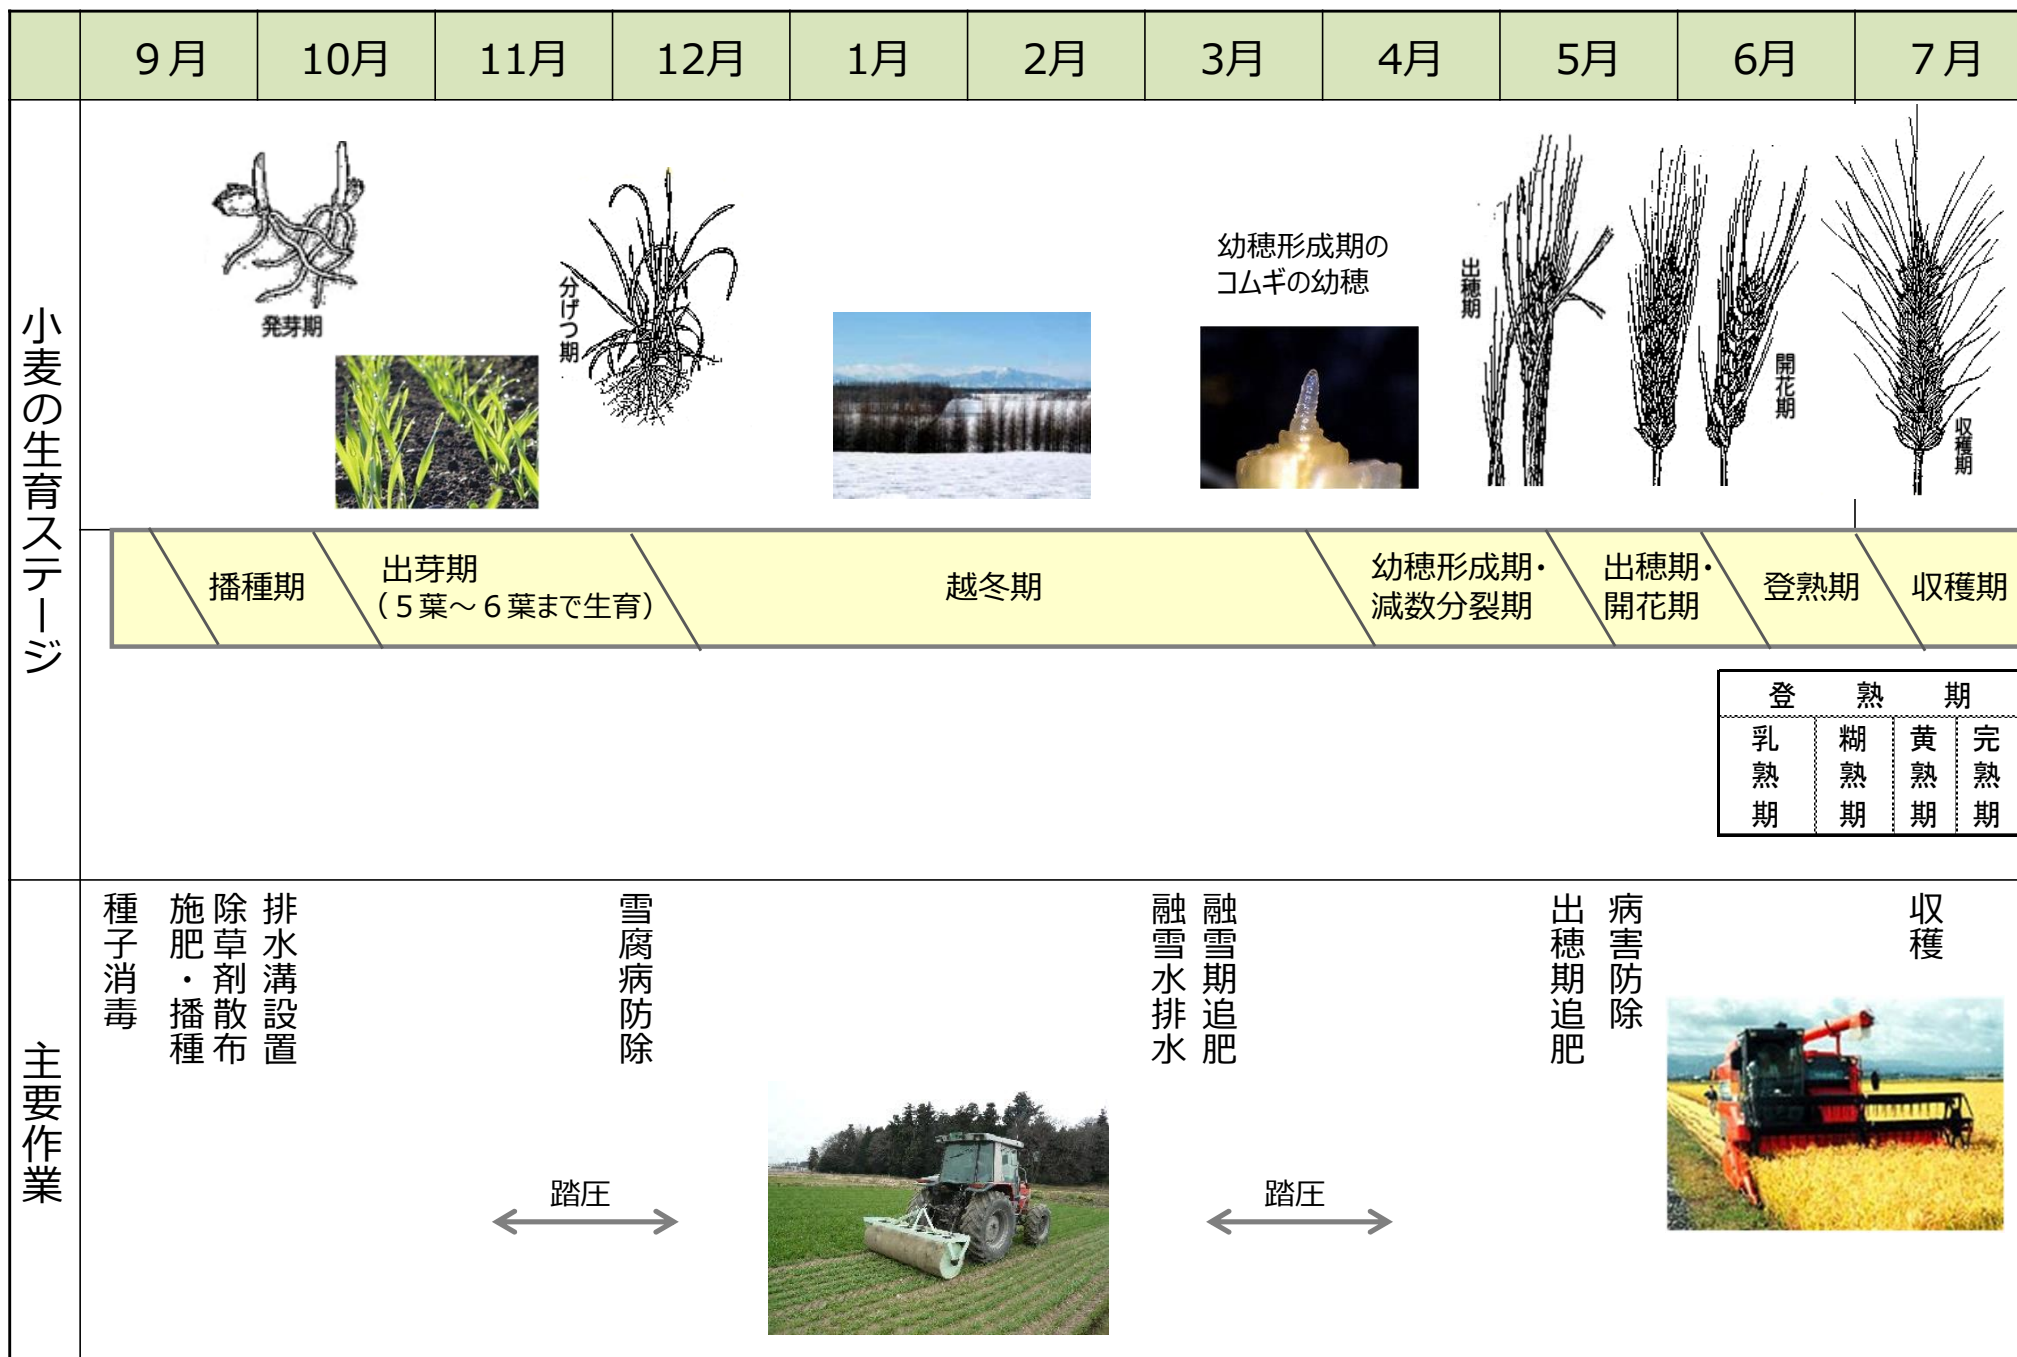 9月
10月
11月
12月
1月
2月
3月
4月
5月
6月
7月
小麦の生育ステージ
発芽期
分げつ期
幼穂形成期の
コムギの幼穂
出穂期
開花期
収穫期
播種期
出芽期
（5葉～6葉まで生育）
越冬期
幼穂形成期・
減数分裂期
出穂期・
開花期
登熟期
収穫期
登熟期
乳熟期
糊熟期
黄熟期
完熟期
主要作業
種子消毒
施肥・播種
除草剤散布
排水溝設置
雪腐病防除
融雪水排水
融雪期追肥
出穂期追肥
病害防除
収穫
踏圧
踏圧